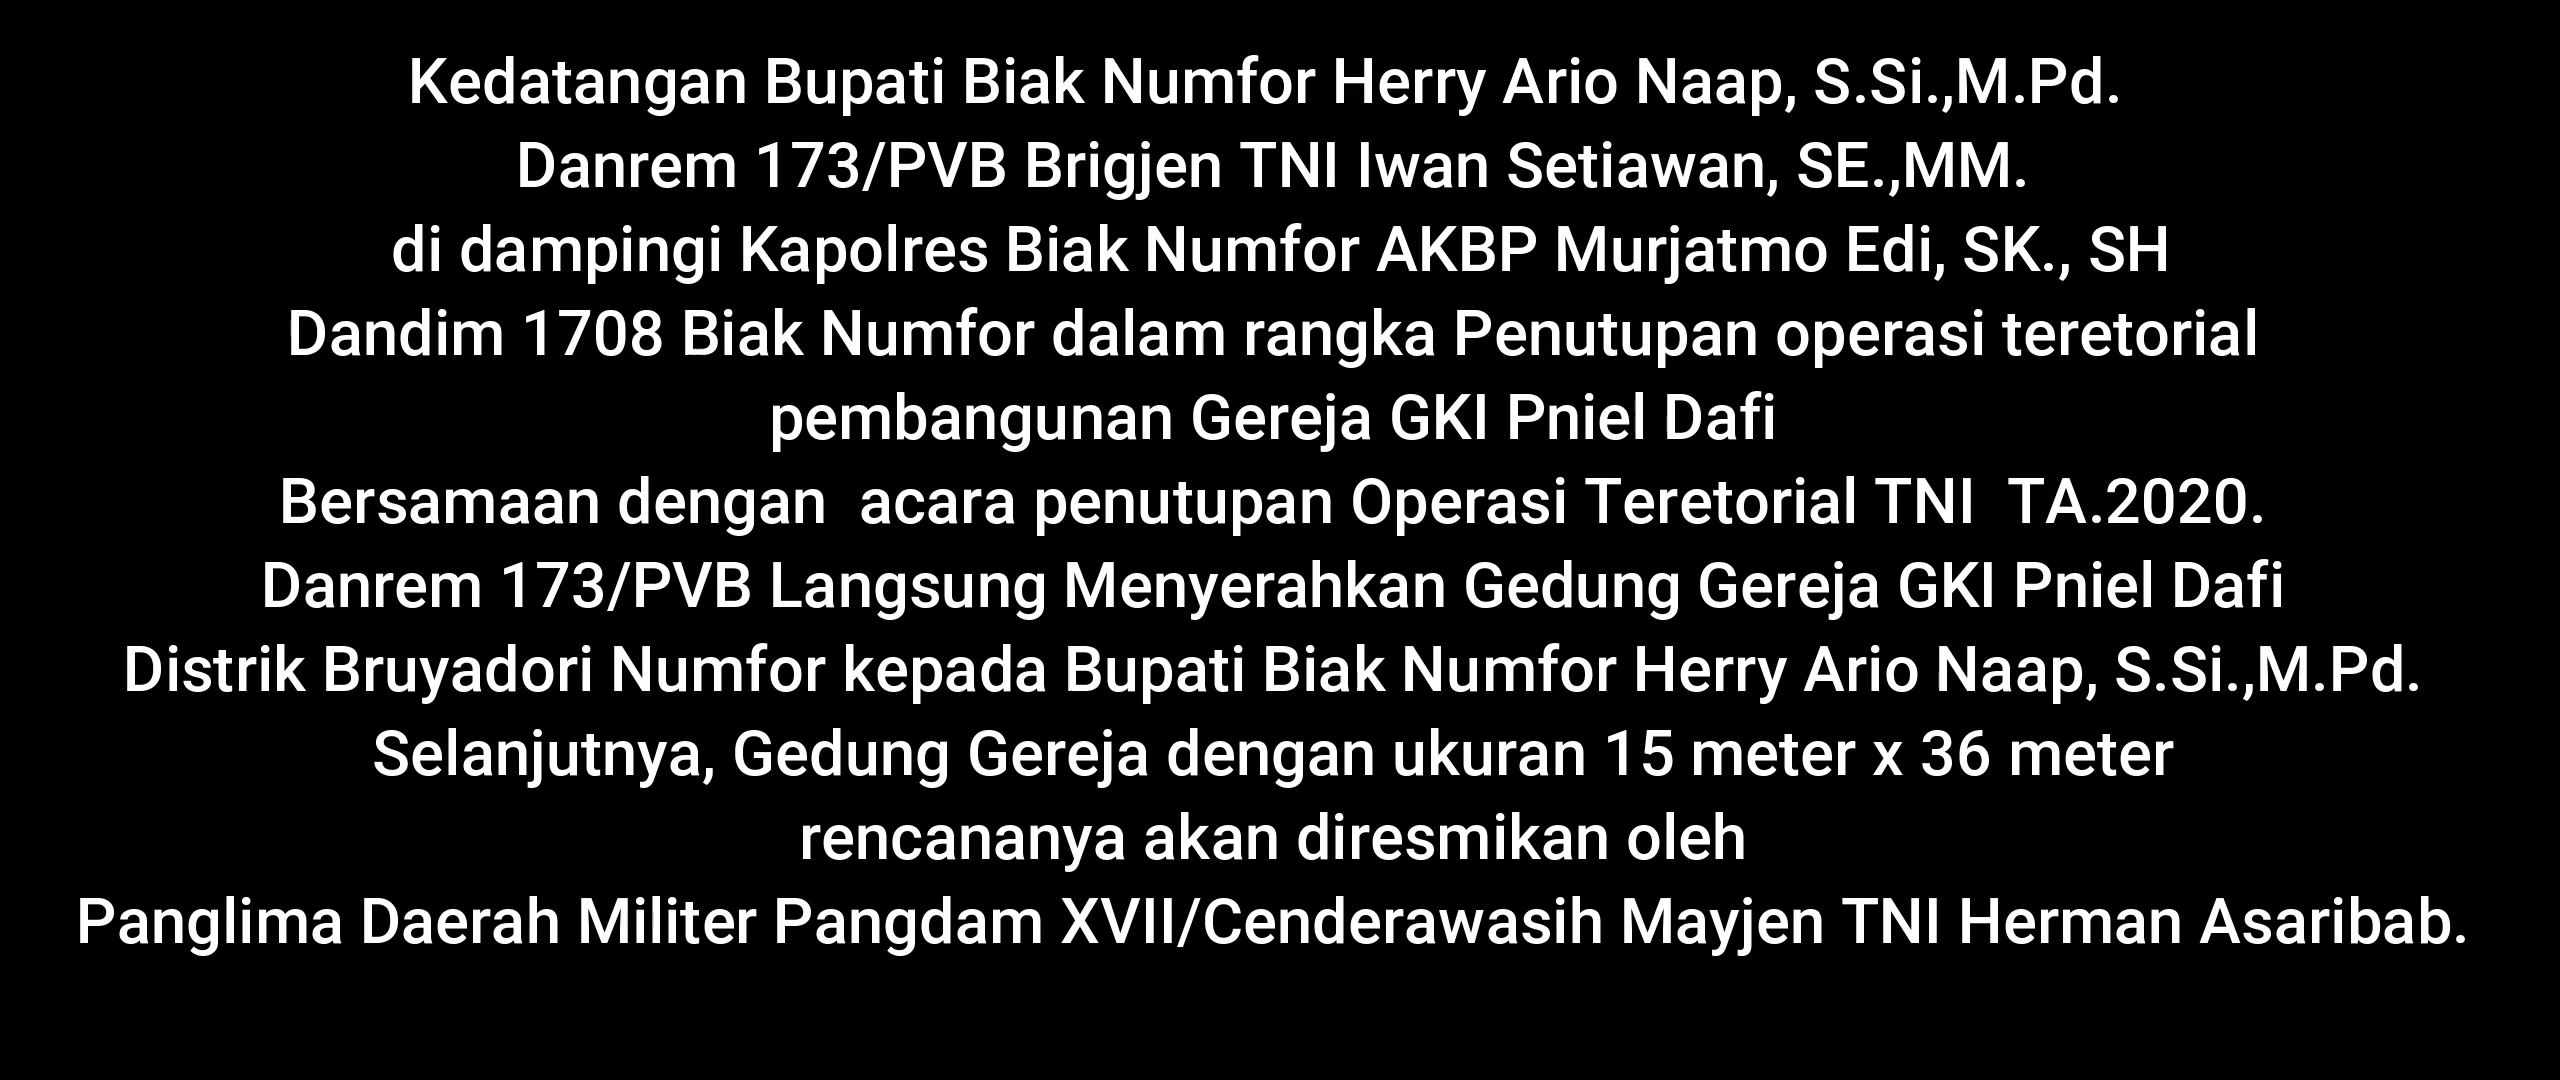 Kedatangan Bupati Biak Numfor Herry Ario Naap, S.Si.,M.Pd.
Danrem 173/PVB Brigjen TNI Iwan Setiawan, SE.,MM.
di dampingi Kapolres Biak Numfor AKBP Murjatmo Edi, SK., SH
Dandim 1708 Biak Numfor dalam rangka Penutupan operasi teretorial
pembangunan Gereja GKI Pniel Dafi
Bersamaan dengan  acara penutupan Operasi Teretorial TNI  TA.2020.
Danrem 173/PVB Langsung Menyerahkan Gedung Gereja GKI Pniel Dafi
Distrik Bruyadori Numfor kepada Bupati Biak Numfor Herry Ario Naap, S.Si.,M.Pd.
Selanjutnya, Gedung Gereja dengan ukuran 15 meter x 36 meter
rencananya akan diresmikan oleh
Panglima Daerah Militer Pangdam XVII/Cenderawasih Mayjen TNI Herman Asaribab.